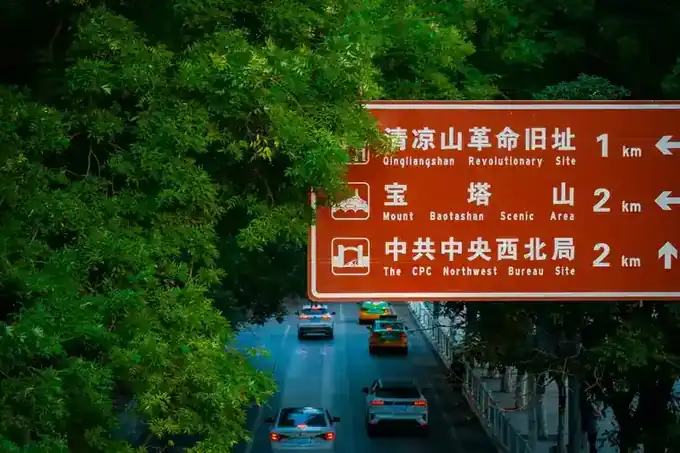 清凉山革命旧址 1 km ←
Qingliangshan Revolutionary Site
宝塔山 2 km ←
Mount Baotashan Scenic Area
中共中央西北局 2 km ↑
The CPC Northwest Bureau Site